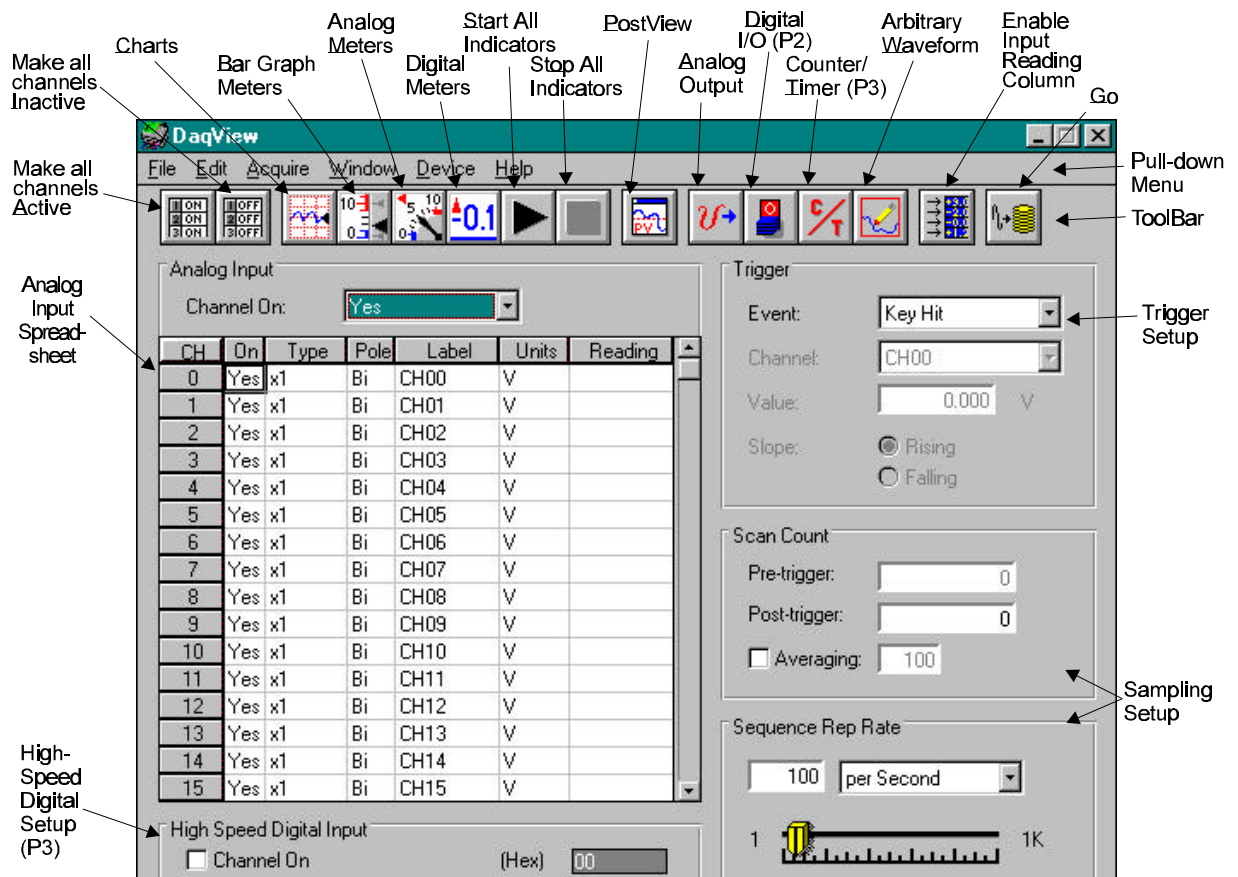 Make all
channels
Inactive
Charts
Bar Graph
Meters
Analog
Meters
Digital
Meters
Start All
Indicators
Stop All
Indicators
PostView
Analog
Output
Digital
I/O (P2)
Counter/
Timer (P3)
Arbitrary
Waveform
Enable
Input
Reading
Column
Go
Make all
channels
Active
DaqView
File Edit Acquire Window Device Help
Pull-down
Menu
1 ON
2 ON
3 ON
1 OFF
2 OFF
3 OFF
10
0
5 10
0
-0.1
PV
C/T
ToolBar
Analog
Input
Spread-
sheet
Analog Input
Channel On: Yes
CH On Type Pole Label Units Reading
0 Yes x1 Bi CH00 V
1 Yes x1 Bi CH01 V
2 Yes x1 Bi CH02 V
3 Yes x1 Bi CH03 V
4 Yes x1 Bi CH04 V
5 Yes x1 Bi CH05 V
6 Yes x1 Bi CH06 V
7 Yes x1 Bi CH07 V
8 Yes x1 Bi CH08 V
9 Yes x1 Bi CH09 V
10 Yes x1 Bi CH10 V
11 Yes x1 Bi CH11 V
12 Yes x1 Bi CH12 V
13 Yes x1 Bi CH13 V
14 Yes x1 Bi CH14 V
15 Yes x1 Bi CH15 V
Trigger
Event: Key Hit
Channel: CH00
Value: 0.000 V
Slope: Rising
Falling
Trigger
Setup
Scan Count
Pre-trigger: 0
Post-trigger: 0
Averaging: 100
Sampling
Setup
Sequence Rep Rate
100 per Second
1 1K
High-
Speed
Digital
Setup
(P3)
High Speed Digital Input
Channel On (Hex) 00